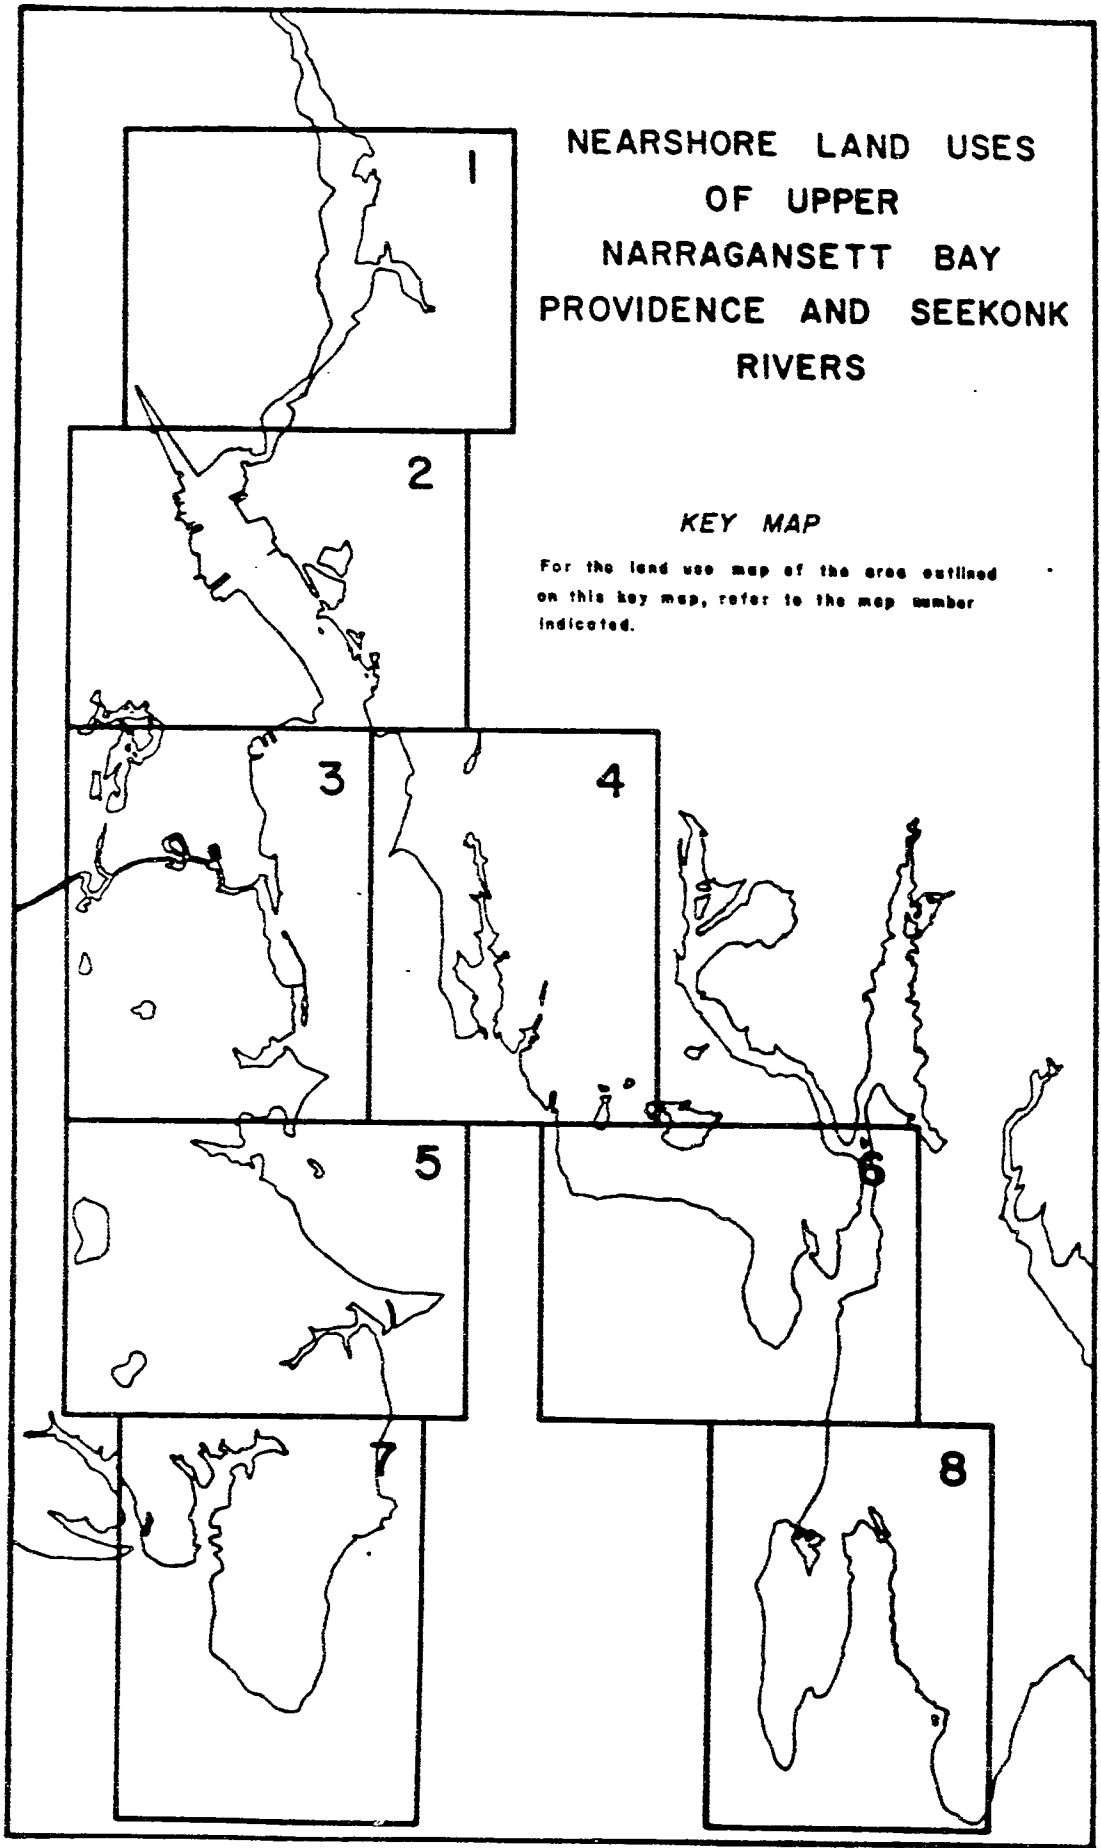 NEARSHORE LAND USES
OF UPPER
NARRAGANSETT BAY
PROVIDENCE AND SEEKONK
RIVERS
KEY MAP
For the land use map of the area outlined
on this key map, refer to the map number
indicated.
1
2
3
4
5
6
7
8